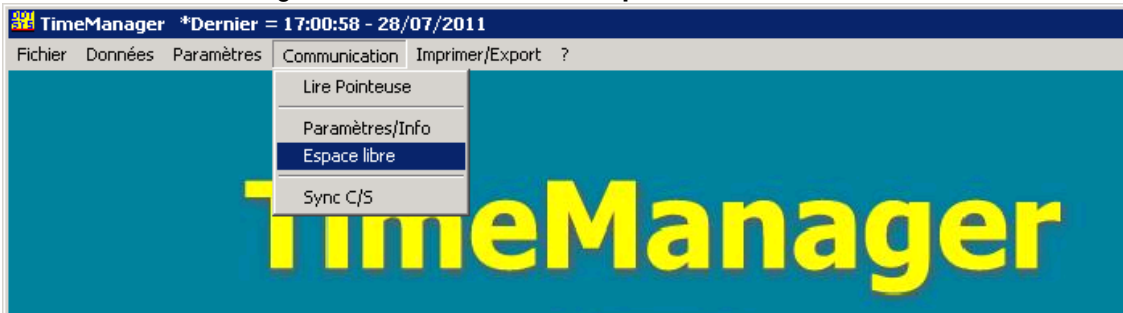 TimeManager *Dernier = 17:00:58 - 28/07/2011
Fichier Données Paramètres Communication Imprimer/Export ?
Lire Pointeuse
Paramètres/Info
Espace libre
Sync C/S
TimeManager